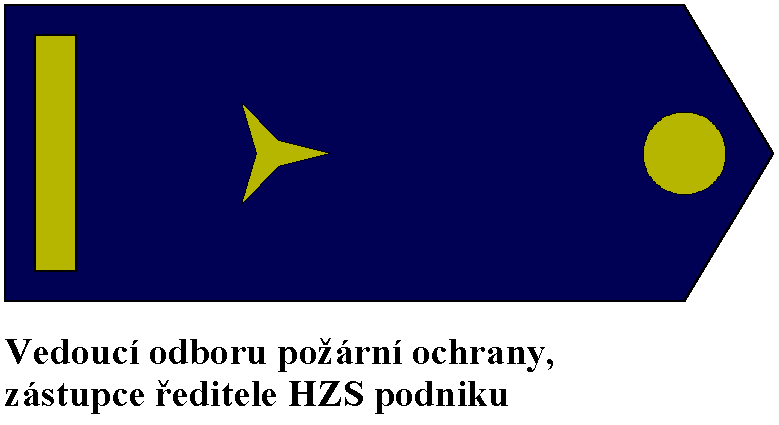 Vedoucí odboru požární ochrany,
zástupce ředitele HZS podniku